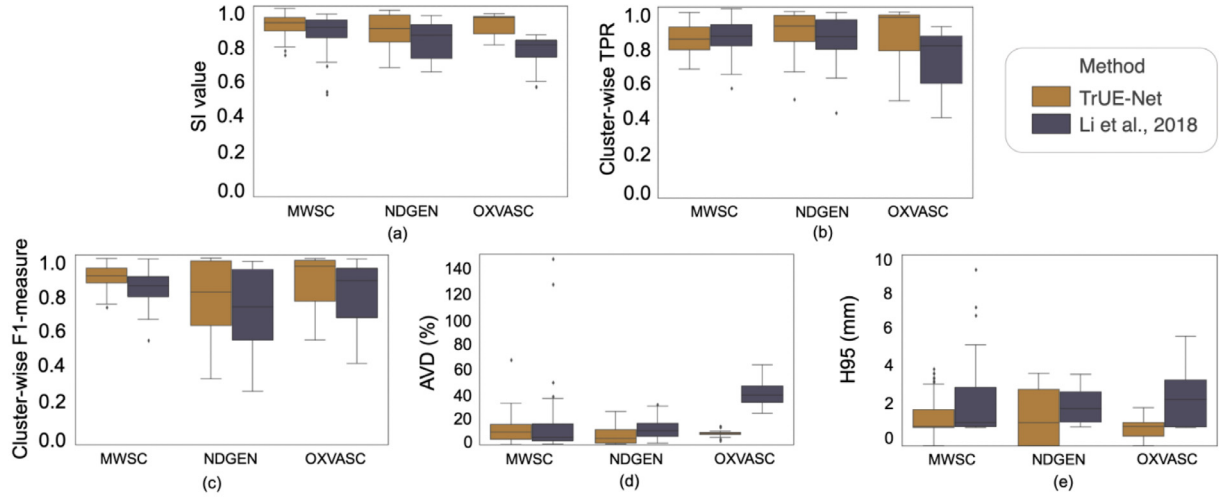 SI value
1.0
0.8
0.6
0.4
0.2
0.0
MWSC NDGEN OXVASC
(a)
Cluster-wise TPR
1.0
0.8
0.6
0.4
0.2
0.0
MWSC NDGEN OXVASC
(b)
Method
TrUE-Net
Li et al., 2018
Cluster-wise F1-measure
1.0
0.8
0.6
0.4
0.2
0.0
MWSC NDGEN OXVASC
(c)
AVD (%)
140
120
100
80
60
40
20
0
MWSC NDGEN OXVASC
(d)
H95 (mm)
10
8
6
4
2
0
MWSC NDGEN OXVASC
(e)